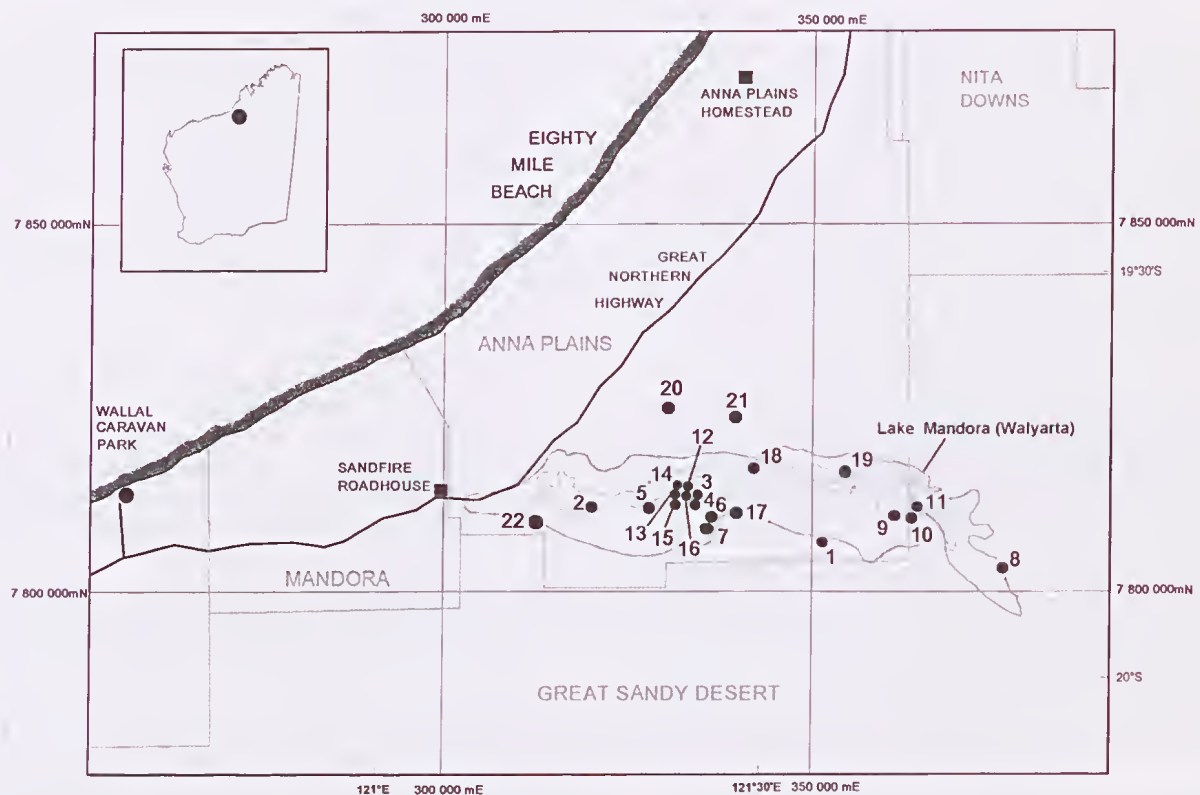 300 000 mE
350 000 mE
ANNA PLAINS
HOMESTEAD
NITA
DOWNS
EIGHTY
MILE
BEACH
7 850 000mN
7 850 000mN
GREAT
NORTHERN
HIGHWAY
19°30'S
ANNA PLAINS
WALLAL
CARAVAN
PARK
20
21
12
Lake Mandora (Walyarta)
SANDFIRE
ROADHOUSE
14
3
18
19
2
5
4
6
17
11
22
13
15
16
7
9
10
1
8
MANDORA
7 800 000mN
7 800 000mN
GREAT SANDY DESERT
20°S
121°E
300 000 mE
121°30'E
350 000 mE